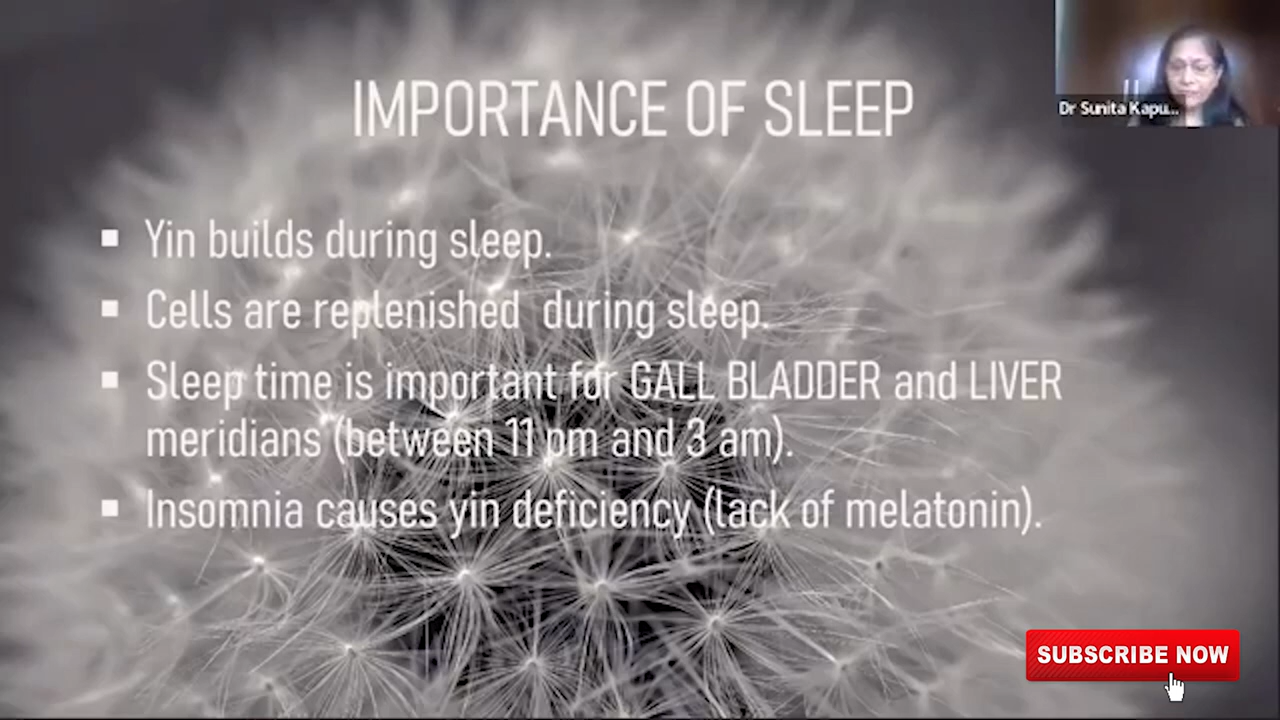 IMPORTANCE OF SLEEP
Dr Sunita Kapu...
▪ Yin builds during sleep.
▪ Cells are replenished during sleep.
▪ Sleep time is important for GALL BLADDER and LIVER
meridians (between 11 pm and 3 am).
▪ Insomnia causes yin deficiency (lack of melatonin).
SUBSCRIBE NOW